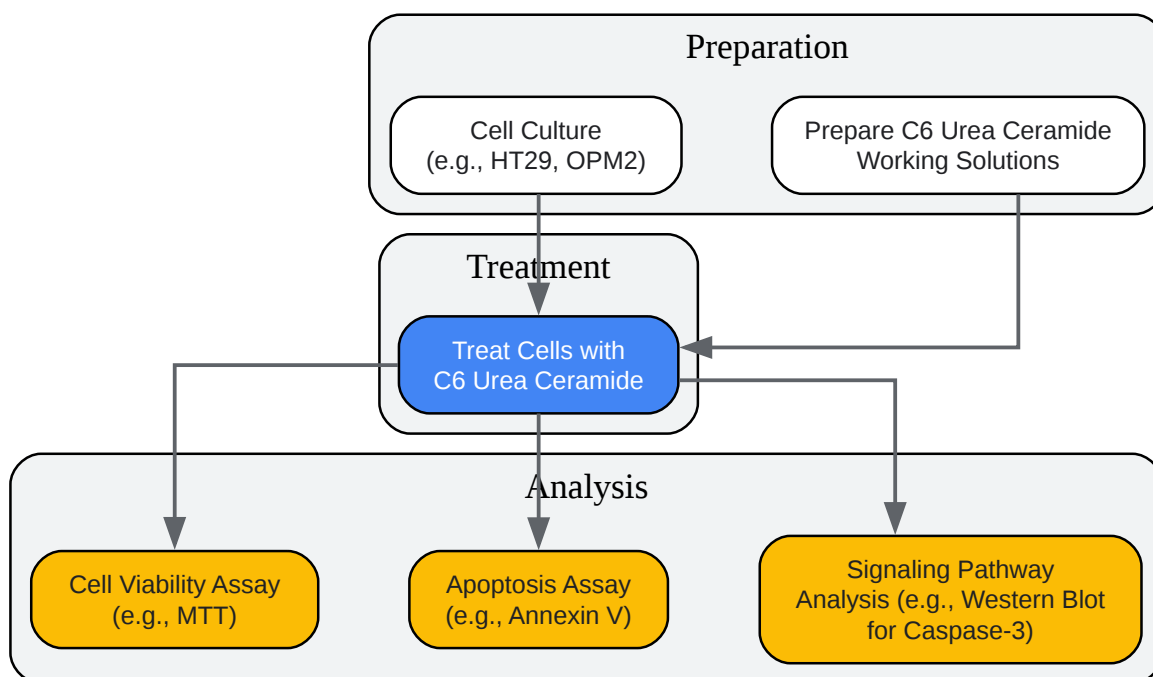 Preparation
Cell Culture
(e.g., HT29, OPM2)
Prepare C6 Urea Ceramide
Working Solutions
Treatment
Treat Cells with
C6 Urea Ceramide
Analysis
Cell Viability Assay
(e.g., MTT)
Apoptosis Assay
(e.g., Annexin V)
Signaling Pathway
Analysis (e.g., Western Blot
for Caspase-3)